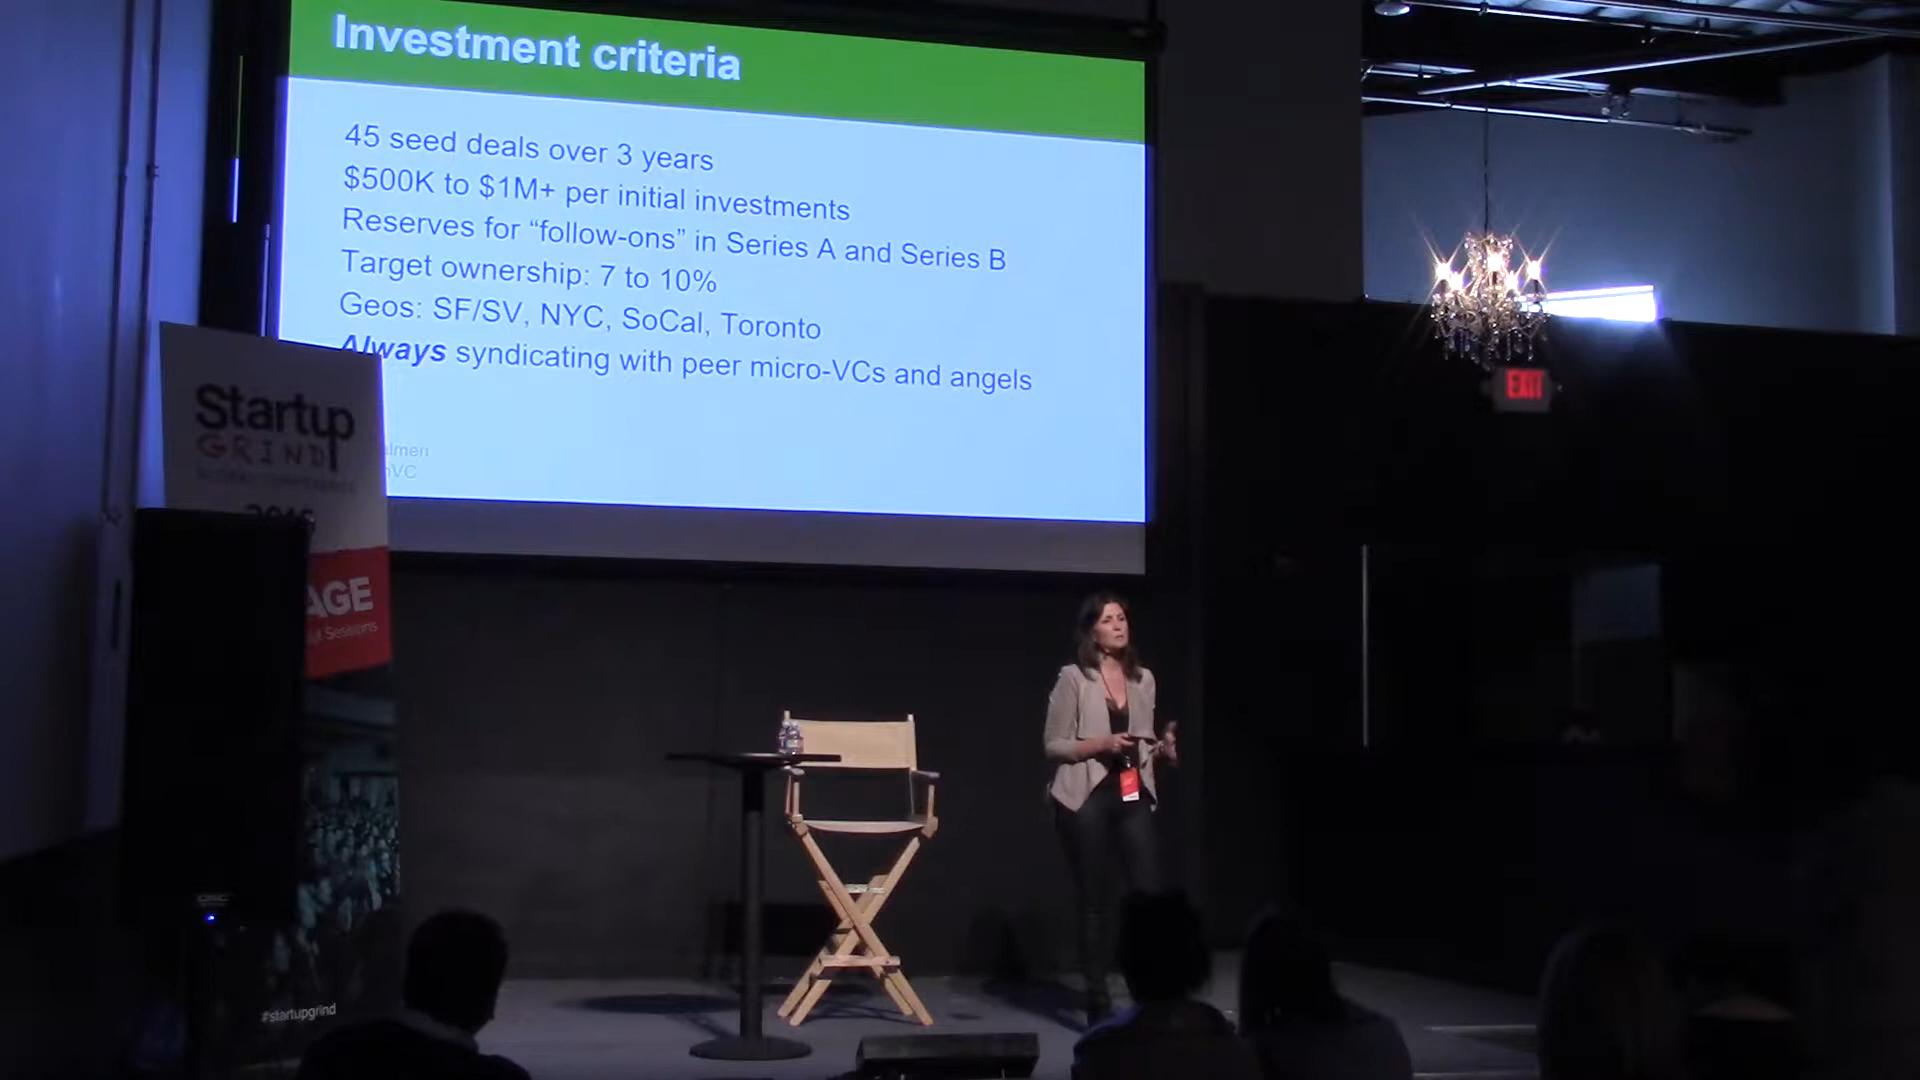 Investment criteria
45 seed deals over 3 years
$500K to $1M+ per initial investments
Reserves for “follow-ons” in Series A and Series B
Target ownership: 7 to 10%
Geos: SF/SV, NYC, SoCal, Toronto
Always syndicating with peer micro-VCs and angels
Startup
GRIND
AGE
Sessions
#startupgrind
EXIT